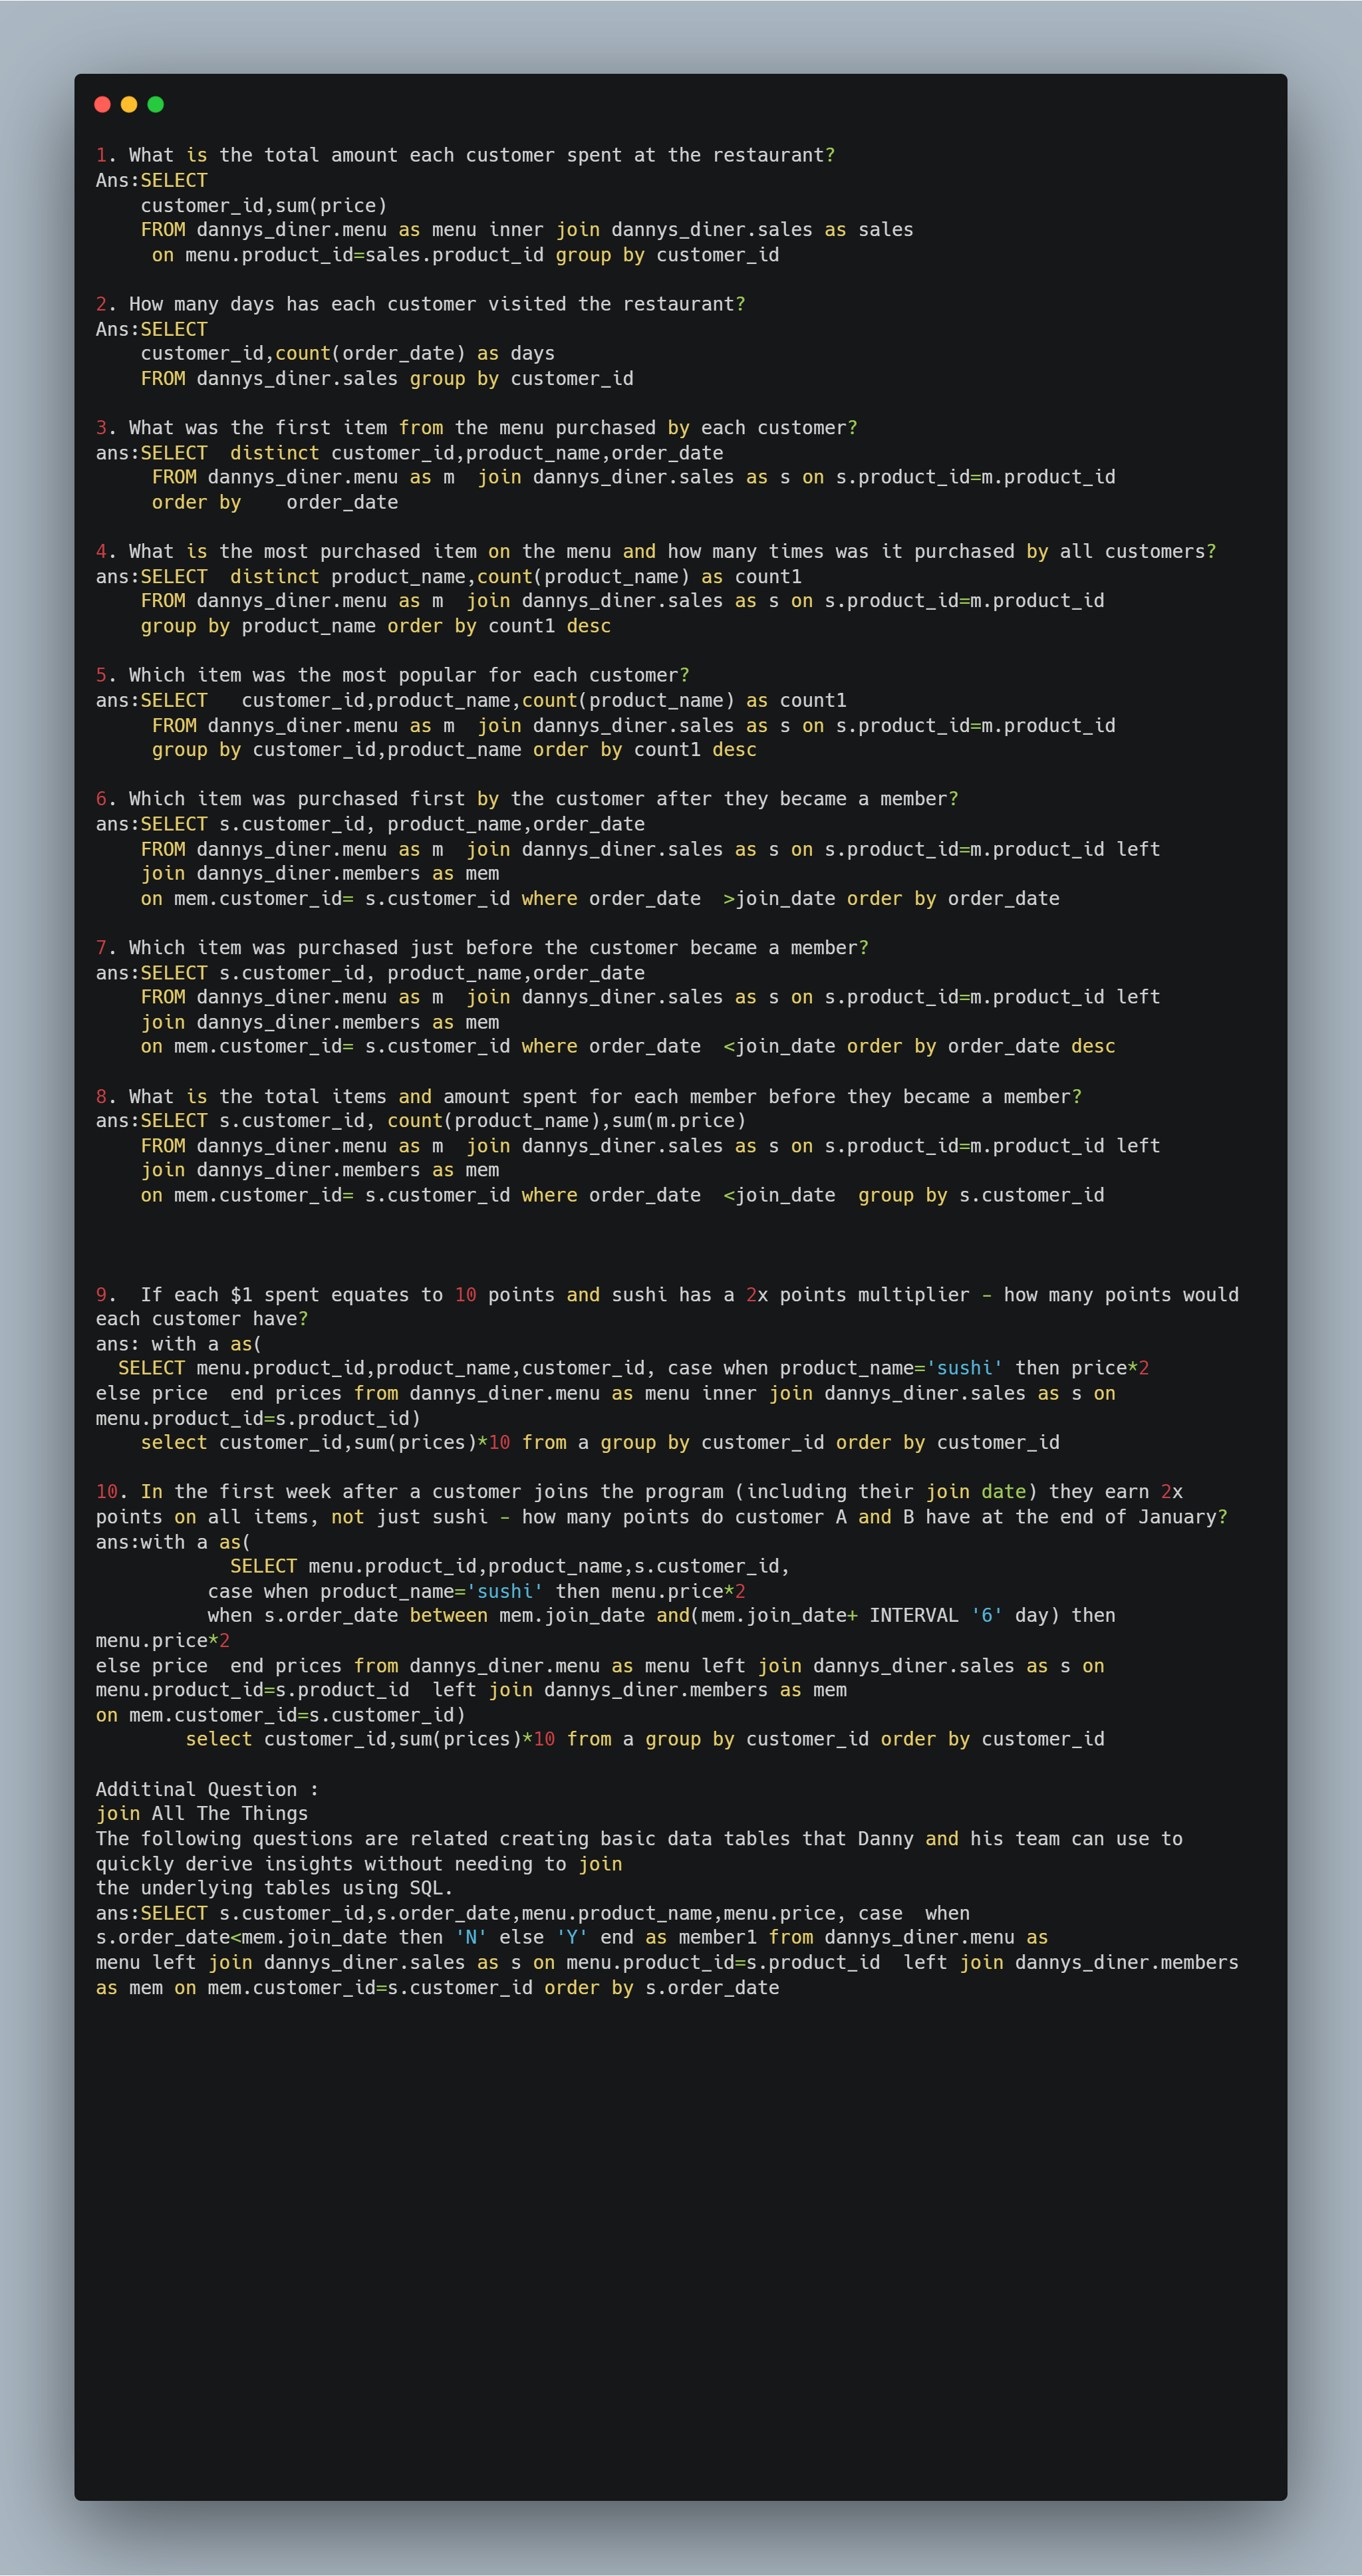 1. What is the total amount each customer spent at the restaurant?
Ans:SELECT
    customer_id,sum(price)
    FROM dannys_diner.menu as menu inner join dannys_diner.sales as sales
     on menu.product_id=sales.product_id group by customer_id

2. How many days has each customer visited the restaurant?
Ans:SELECT
    customer_id,count(order_date) as days
    FROM dannys_diner.sales group by customer_id

3. What was the first item from the menu purchased by each customer?
ans:SELECT  distinct customer_id,product_name,order_date
     FROM dannys_diner.menu as m  join dannys_diner.sales as s on s.product_id=m.product_id
     order by    order_date

4. What is the most purchased item on the menu and how many times was it purchased by all customers?
ans:SELECT  distinct product_name,count(product_name) as count1
    FROM dannys_diner.menu as m  join dannys_diner.sales as s on s.product_id=m.product_id
    group by product_name order by count1 desc

5. Which item was the most popular for each customer?
ans:SELECT   customer_id,product_name,count(product_name) as count1
     FROM dannys_diner.menu as m  join dannys_diner.sales as s on s.product_id=m.product_id
     group by customer_id,product_name order by count1 desc

6. Which item was purchased first by the customer after they became a member?
ans:SELECT s.customer_id, product_name,order_date
    FROM dannys_diner.menu as m  join dannys_diner.sales as s on s.product_id=m.product_id left
    join dannys_diner.members as mem
    on mem.customer_id= s.customer_id where order_date  >join_date order by order_date

7. Which item was purchased just before the customer became a member?
ans:SELECT s.customer_id, product_name,order_date
    FROM dannys_diner.menu as m  join dannys_diner.sales as s on s.product_id=m.product_id left
    join dannys_diner.members as mem
    on mem.customer_id= s.customer_id where order_date  <join_date order by order_date desc

8. What is the total items and amount spent for each member before they became a member?
ans:SELECT s.customer_id, count(product_name),sum(m.price)
    FROM dannys_diner.menu as m  join dannys_diner.sales as s on s.product_id=m.product_id left
    join dannys_diner.members as mem
    on mem.customer_id= s.customer_id where order_date  <join_date  group by s.customer_id

9.  If each $1 spent equates to 10 points and sushi has a 2x points multiplier - how many points would
each customer have?
ans: with a as(
  SELECT menu.product_id,product_name,customer_id, case when product_name='sushi' then price*2
else price  end prices from dannys_diner.menu as menu inner join dannys_diner.sales as s on
menu.product_id=s.product_id)
    select customer_id,sum(prices)*10 from a group by customer_id order by customer_id

10. In the first week after a customer joins the program (including their join date) they earn 2x
points on all items, not just sushi - how many points do customer A and B have at the end of January?
ans:with a as(
            SELECT menu.product_id,product_name,s.customer_id,
          case when product_name='sushi' then menu.price*2
          when s.order_date between mem.join_date and(mem.join_date+ INTERVAL '6' day) then
menu.price*2
else price  end prices from dannys_diner.menu as menu left join dannys_diner.sales as s on
menu.product_id=s.product_id  left join dannys_diner.members as mem
on mem.customer_id=s.customer_id)
        select customer_id,sum(prices)*10 from a group by customer_id order by customer_id

Additinal Question :
join All The Things
The following questions are related creating basic data tables that Danny and his team can use to
quickly derive insights without needing to join
the underlying tables using SQL.
ans:SELECT s.customer_id,s.order_date,menu.product_name,menu.price, case  when
s.order_date<mem.join_date then 'N' else 'Y' end as member1 from dannys_diner.menu as
menu left join dannys_diner.sales as s on menu.product_id=s.product_id  left join dannys_diner.members
as mem on mem.customer_id=s.customer_id order by s.order_date